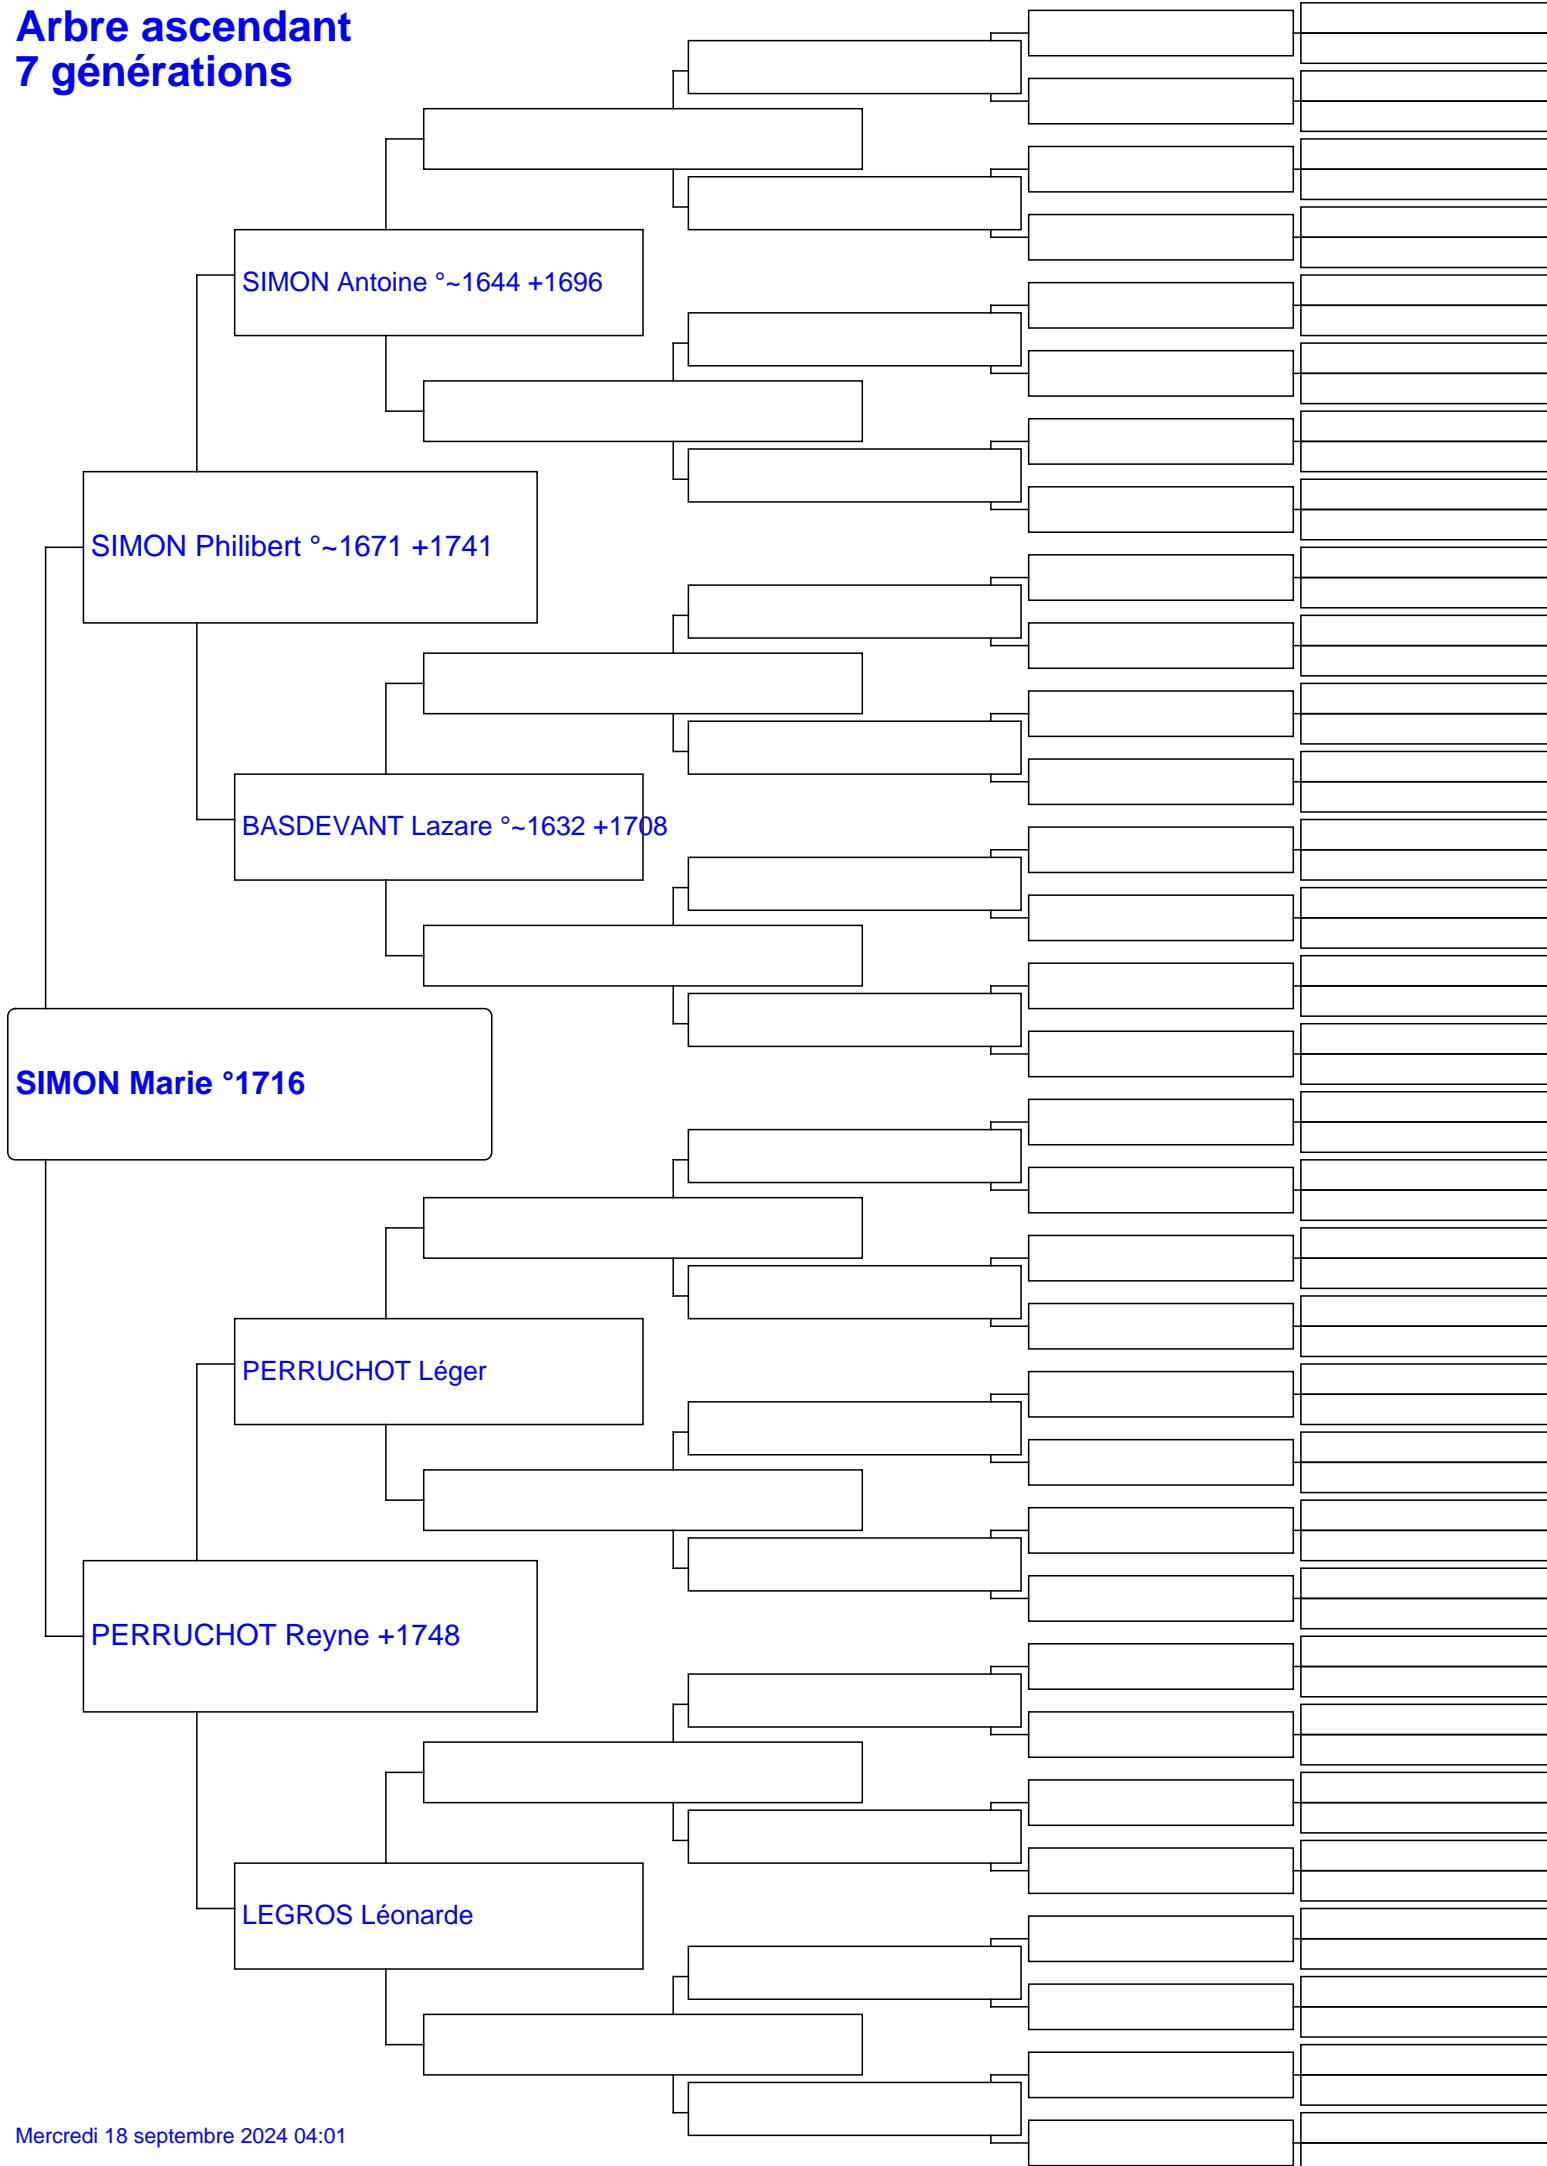 Arbre ascendant
7 générations
SIMON Antoine °~1644 +1696
SIMON Philibert °~1671 +1741
BASDEVANT Lazare °~1632 +1708
SIMON Marie °1716
PERRUCHOT Léger
PERRUCHOT Reyne +1748
LEGROS Léonarde
Mercredi 18 septembre 2024 04:01